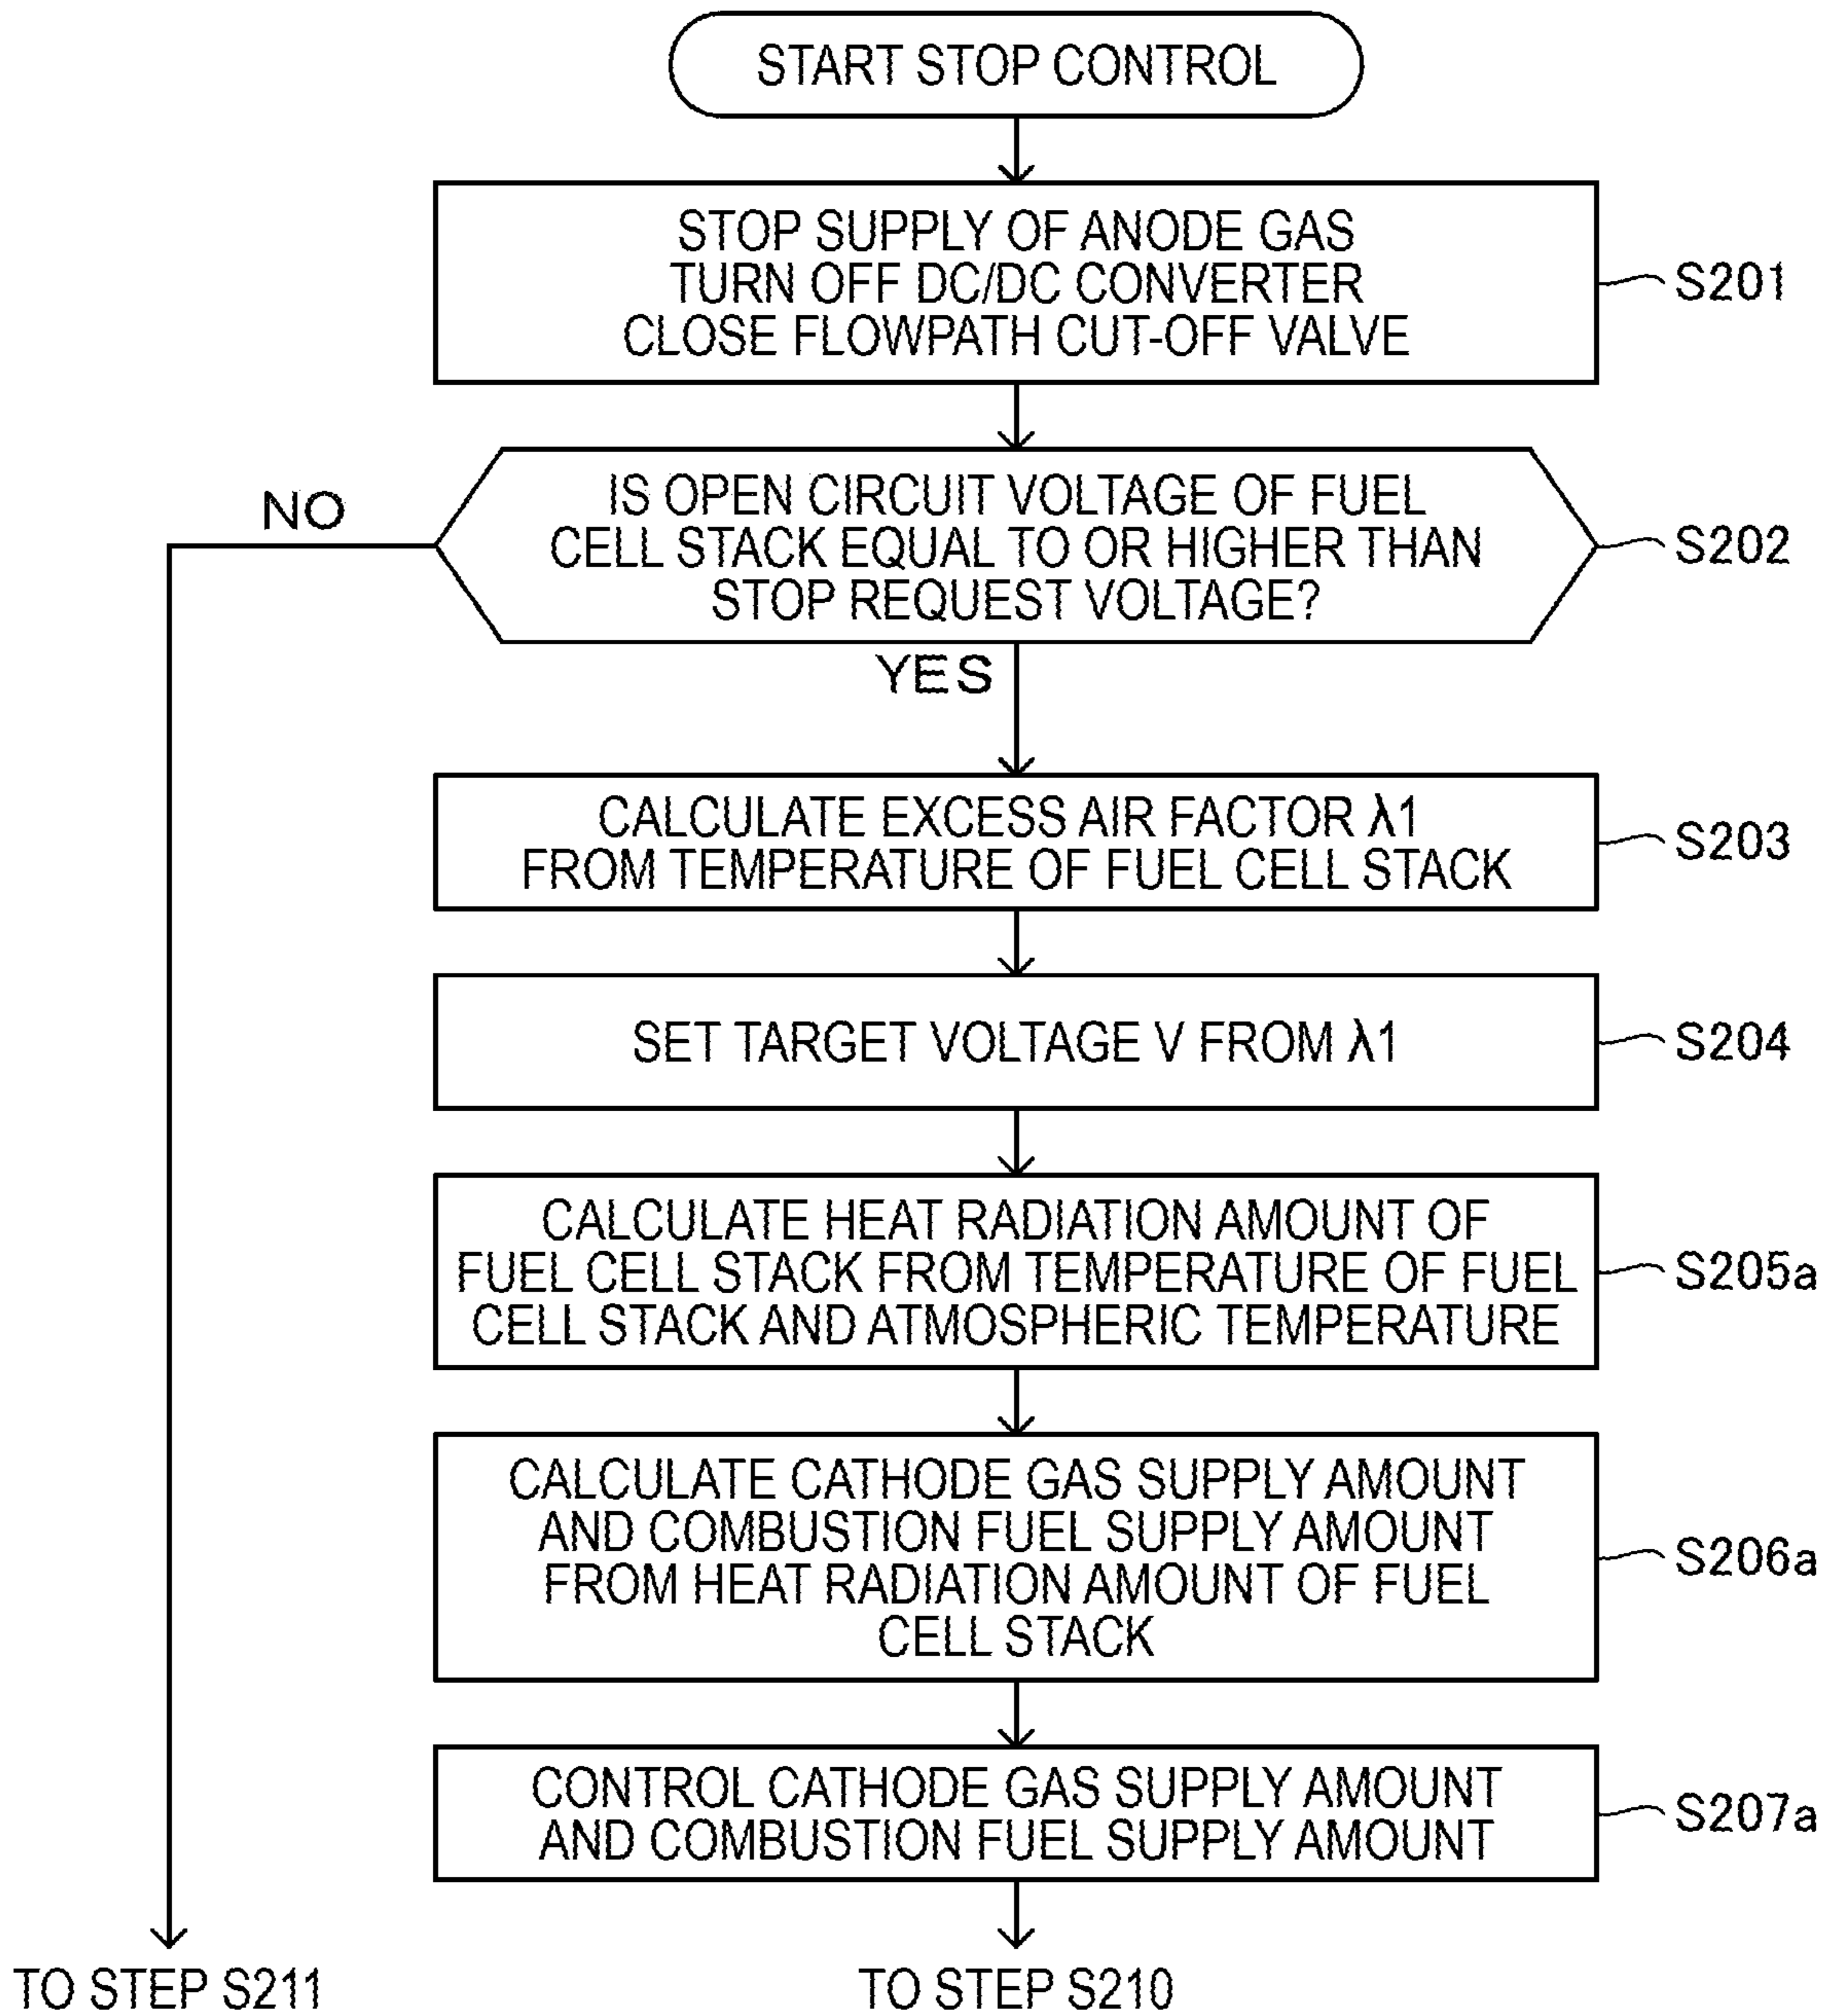 START STOP CONTROL
STOP SUPPLY OF ANODE GAS
TURN OFF DC/DC CONVERTER
CLOSE FLOWPATH CUT-OFF VALVE
S201
NO
IS OPEN CIRCUIT VOLTAGE OF FUEL
CELL STACK EQUAL TO OR HIGHER THAN
STOP REQUEST VOLTAGE?
S202
YES
CALCULATE EXCESS AIR FACTOR λ1
FROM TEMPERATURE OF FUEL CELL STACK
S203
SET TARGET VOLTAGE V FROM λ1
S204
CALCULATE HEAT RADIATION AMOUNT OF
FUEL CELL STACK FROM TEMPERATURE OF FUEL
CELL STACK AND ATMOSPHERIC TEMPERATURE
S205a
CALCULATE CATHODE GAS SUPPLY AMOUNT
AND COMBUSTION FUEL SUPPLY AMOUNT
FROM HEAT RADIATION AMOUNT OF FUEL
CELL STACK
S206a
CONTROL CATHODE GAS SUPPLY AMOUNT
AND COMBUSTION FUEL SUPPLY AMOUNT
S207a
TO STEP S211
TO STEP S210